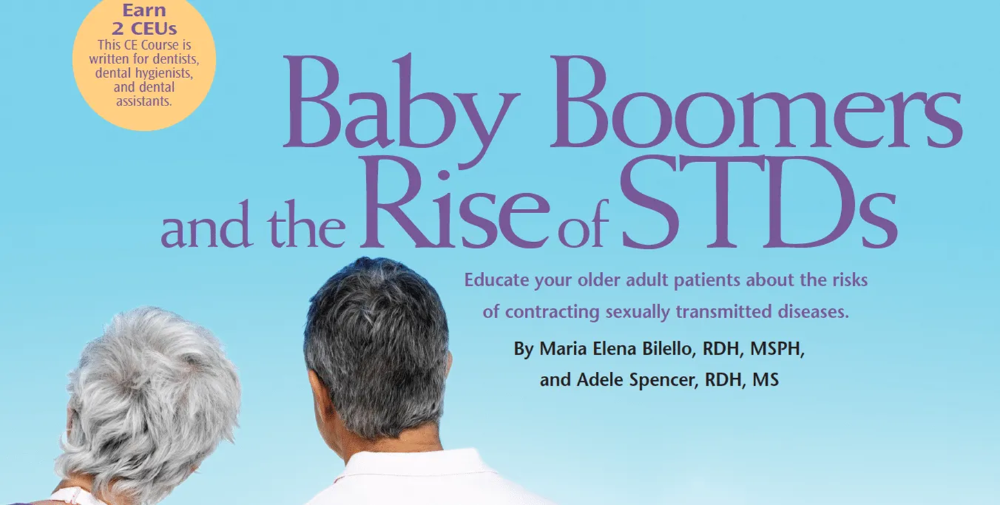 Earn
2 CEUs
This CE Course is
written for dentists,
dental hygienists,
and dental
assistants.
Baby Boomers
and the Rise of STDs
Educate your older adult patients about the risks
of contracting sexually transmitted diseases.
By Maria Elena Bilello, RDH, MSPH,
and Adele Spencer, RDH, MS